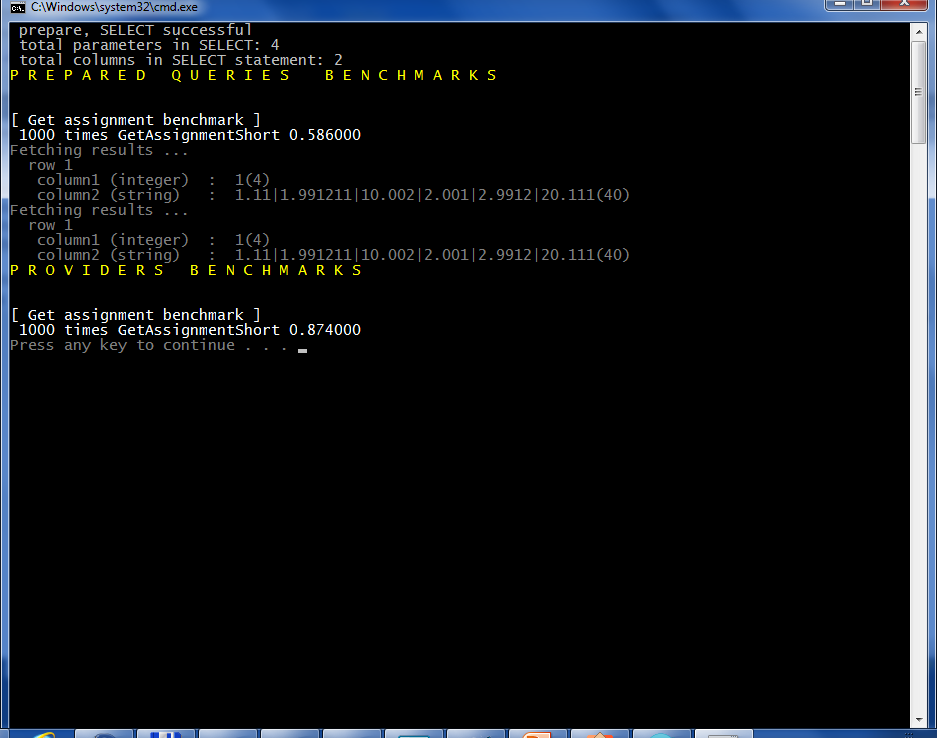 C:\Windows\system32\cmd.exe
prepare, SELECT successful
total parameters in SELECT: 4
total columns in SELECT statement: 2
P R E P A R E D   Q U E R I E S   B E N C H M A R K S
[ Get assignment benchmark ]
1000 times GetAssignmentShort 0.586000
Fetching results ...
row 1
column1 (integer)  :  1(4)
column2 (string)   :  1.11|1.991211|10.002|2.001|2.9912|20.111(40)
Fetching results ...
row 1
column1 (integer)  :  1(4)
column2 (string)   :  1.11|1.991211|10.002|2.001|2.9912|20.111(40)
P R O V I D E R S   B E N C H M A R K S
[ Get assignment benchmark ]
1000 times GetAssignmentShort 0.874000
Press any key to continue . . .